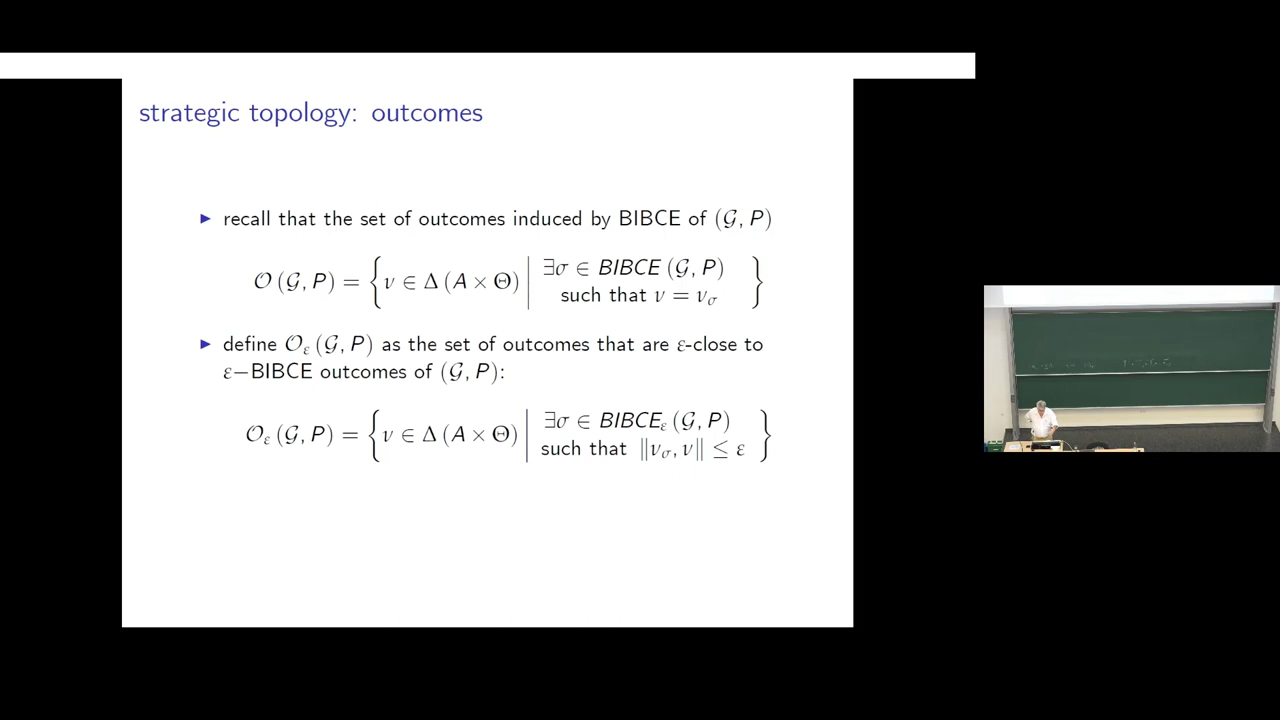 strategic topology: outcomes
▶ recall that the set of outcomes induced by BIBCE of (𝒢, P)
𝒪 (𝒢, P) = { ν ∈ Δ (A × Θ) | ∃σ ∈ BIBCE (𝒢, P) such that ν = ν_σ }
▶ define 𝒪_ε (𝒢, P) as the set of outcomes that are ε-close to
ε−BIBCE outcomes of (𝒢, P):
𝒪_ε (𝒢, P) = { ν ∈ Δ (A × Θ) | ∃σ ∈ BIBCE_ε (𝒢, P) such that ‖ν_σ, ν‖ ≤ ε }